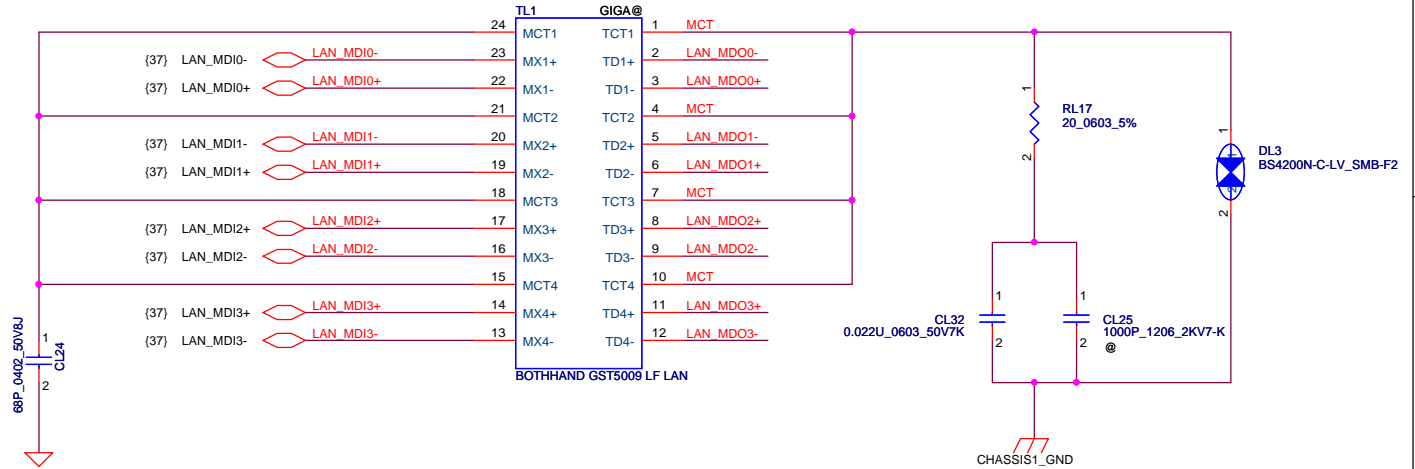 TL1 GIGA@
24 MCT1 TCT1 1 MCT
{37} LAN_MDI0- LAN_MDI0- 23 MX1+ TD1+ 2 LAN_MDO0-
{37} LAN_MDI0+ LAN_MDI0+ 22 MX1- TD1- 3 LAN_MDO0+
21 MCT2 TCT2 4 MCT
{37} LAN_MDI1- LAN_MDI1- 20 MX2+ TD2+ 5 LAN_MDO1-
{37} LAN_MDI1+ LAN_MDI1+ 19 MX2- TD2- 6 LAN_MDO1+
18 MCT3 TCT3 7 MCT
{37} LAN_MDI2+ LAN_MDI2+ 17 MX3+ TD3+ 8 LAN_MDO2+
{37} LAN_MDI2- LAN_MDI2- 16 MX3- TD3- 9 LAN_MDO2-
15 MCT4 TCT4 10 MCT
{37} LAN_MDI3+ LAN_MDI3+ 14 MX4+ TD4+ 11 LAN_MDO3+
{37} LAN_MDI3- LAN_MDI3- 13 MX4- TD4- 12 LAN_MDO3-
BOTHHAND GST5009 LF LAN
1
CL24
68P_0402_50V8J
2
1
RL17
20_0603_5%
2
1
DL3
BS4200N-C-LV_SMB-F2
2
1
CL32
0.022U_0603_50V7K
2
1
CL25
1000P_1206_2KV7-K
2
@
CHASSIS1_GND